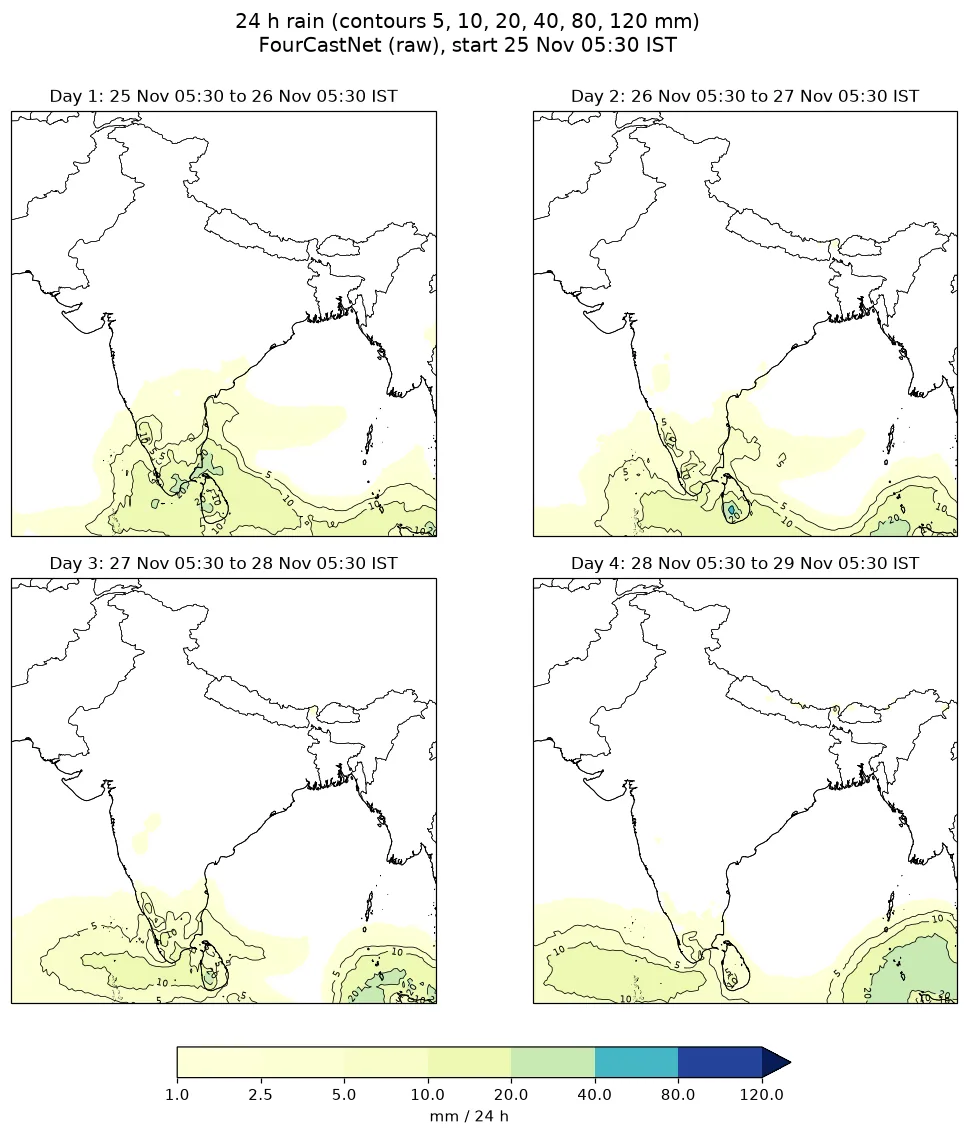 24 h rain (contours 5, 10, 20, 40, 80, 120 mm)
FourCastNet (raw), start 25 Nov 05:30 IST
Day 1: 25 Nov 05:30 to 26 Nov 05:30 IST
Day 2: 26 Nov 05:30 to 27 Nov 05:30 IST
Day 3: 27 Nov 05:30 to 28 Nov 05:30 IST
Day 4: 28 Nov 05:30 to 29 Nov 05:30 IST
1.0 2.5 5.0 10.0 20.0 40.0 80.0 120.0
mm / 24 h